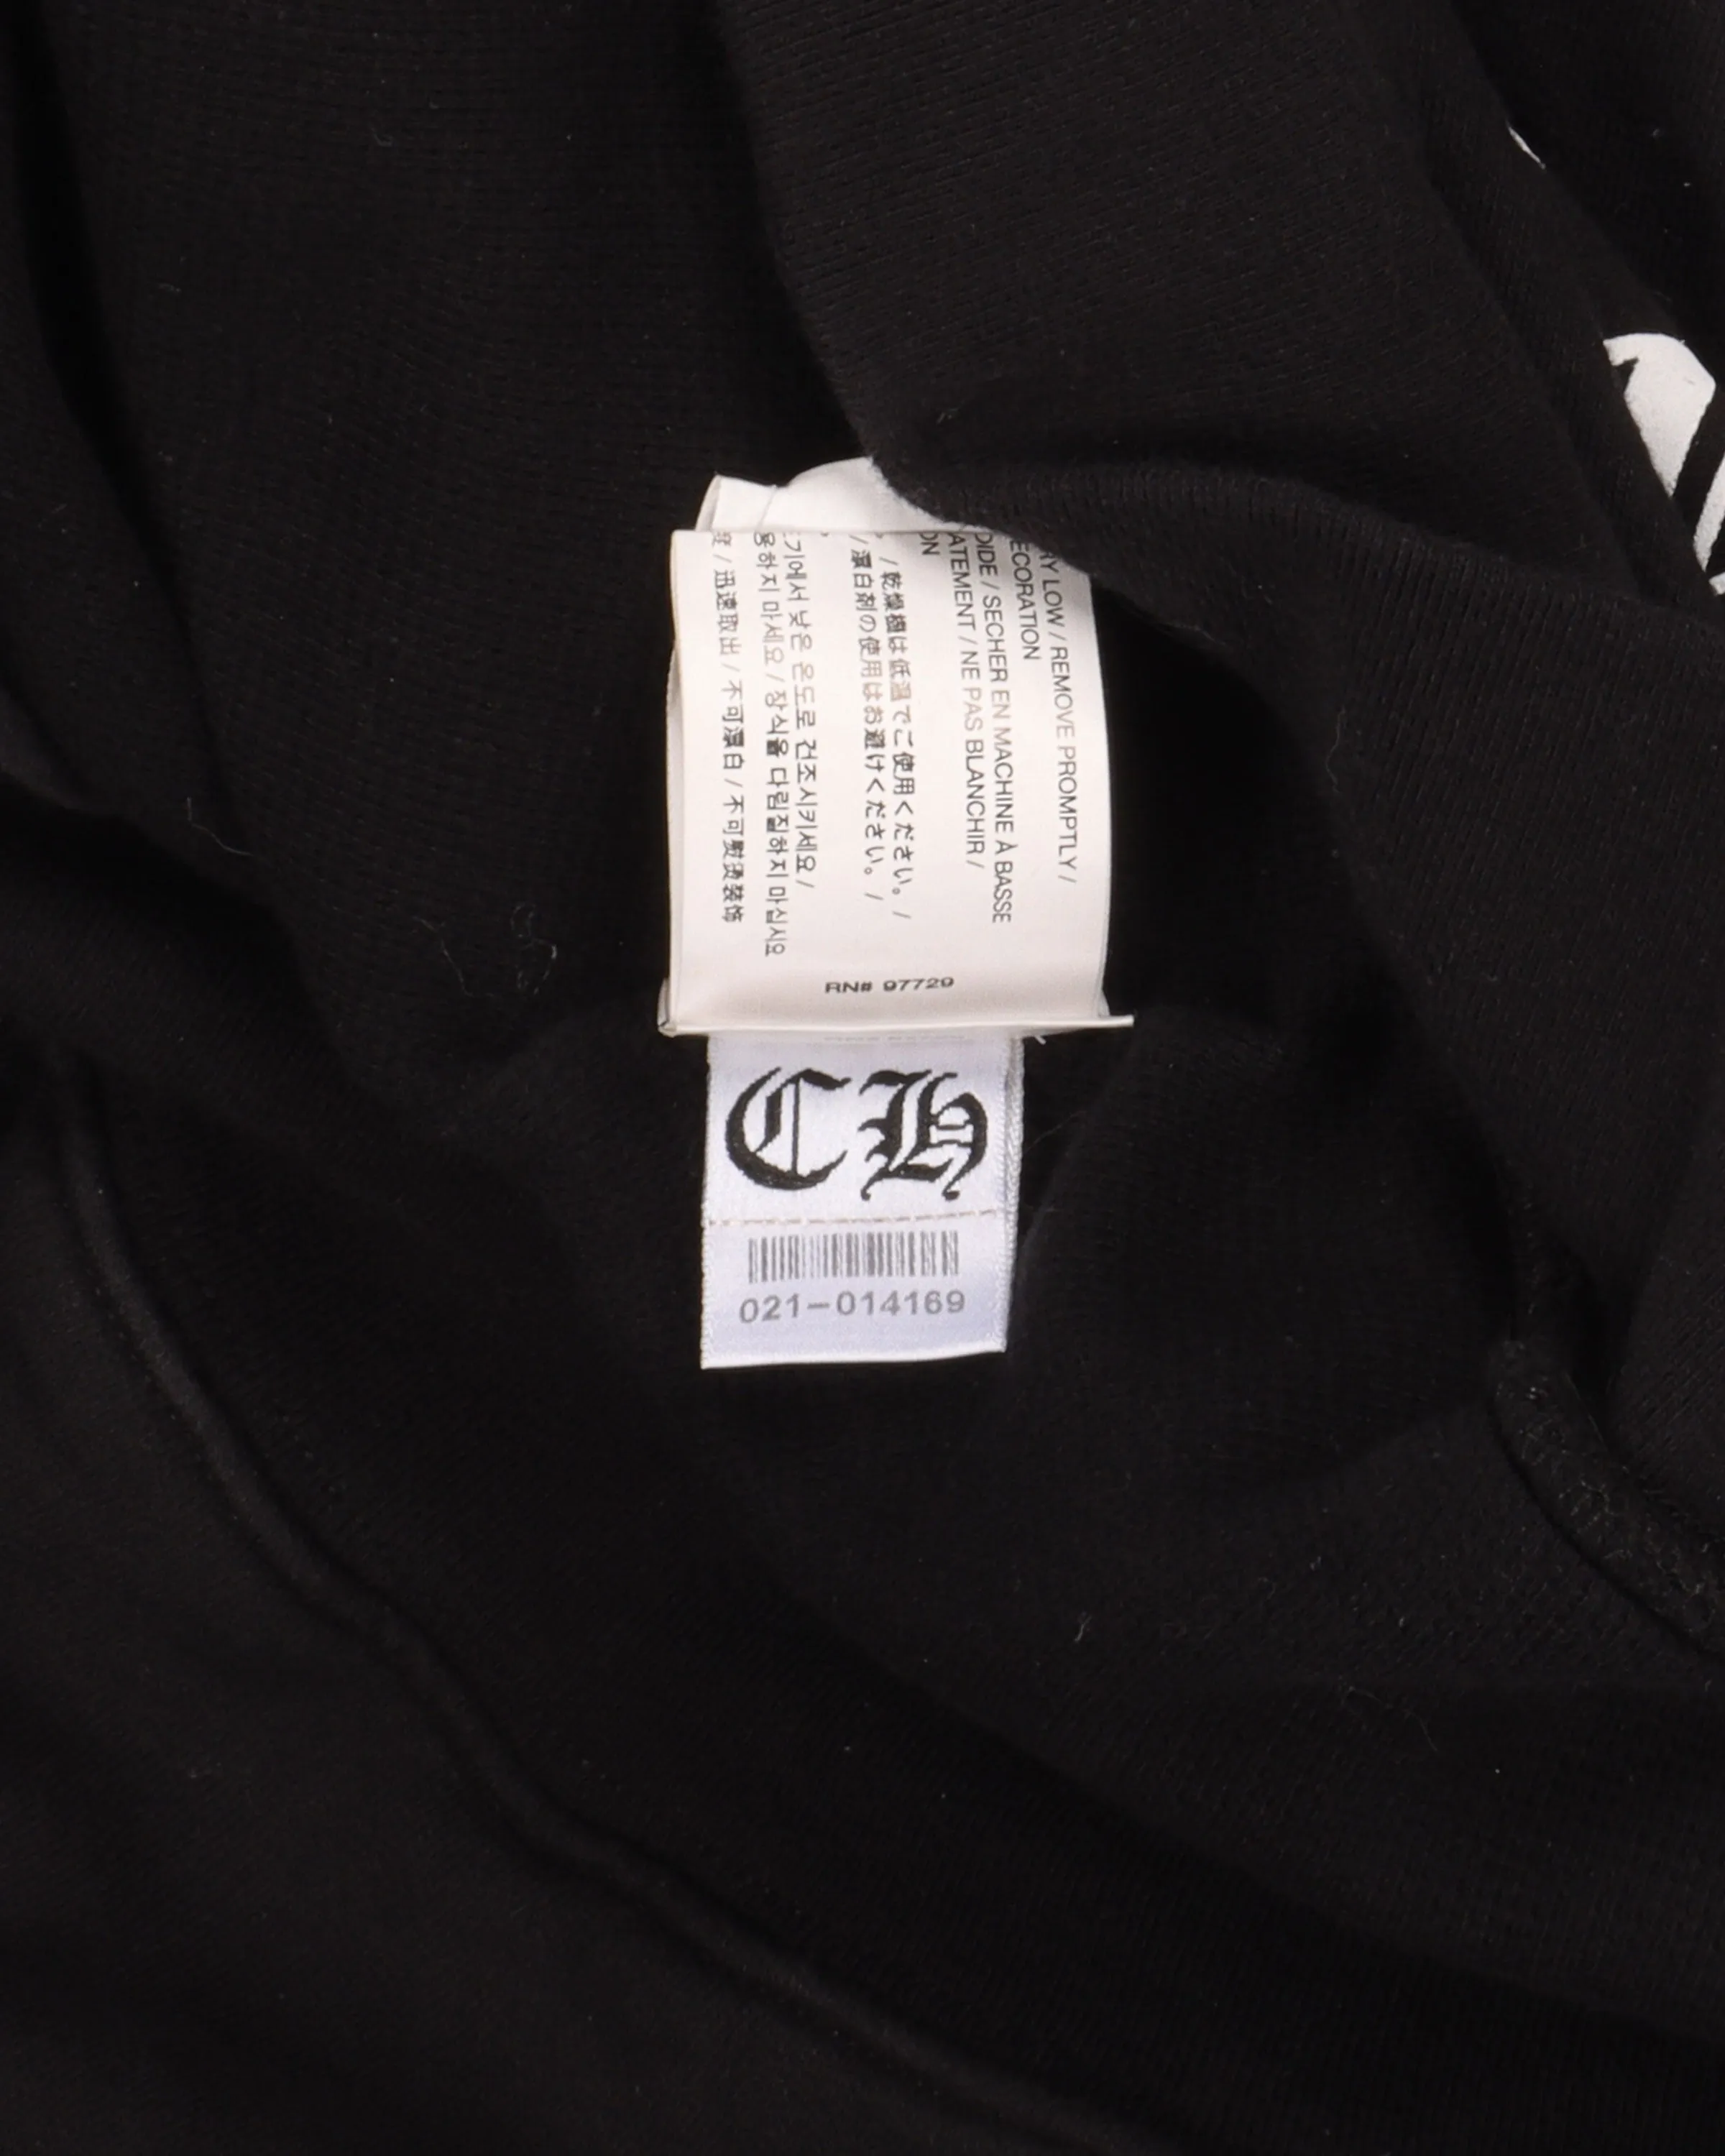 RY LOW / REMOVE PROMPTLY /
ECORATION
OIDE / SECHER EN MACHINE À BASSE
ATEMENT / NE PAS BLANCHIR /
ON
/ 乾燥機は低温でご使用ください。 /
/ 漂白剤の使用はお避けください。 /
기에서 낮은 온도로 건조시키세요 /
용하지 마세요 / 장식을 다림질하지 마십시오
/ 迅速取出 / 不可漂白 / 不可熨烫装饰
RN# 97729
CH
021-014169